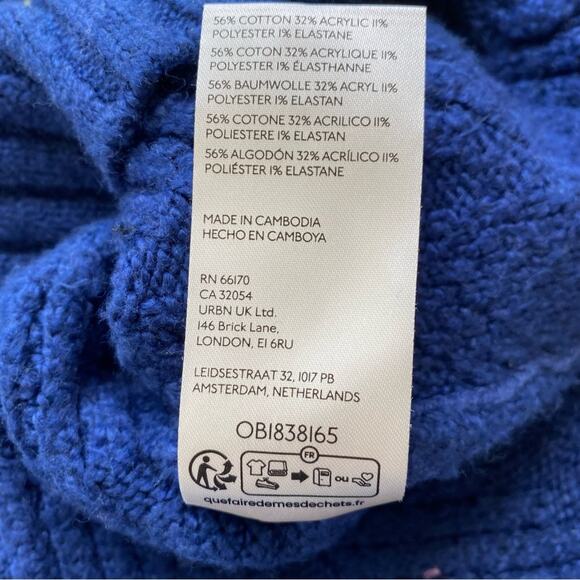 56% COTTON 32% ACRYLIC 11%
POLYESTER 1% ELASTANE
56% COTON 32% ACRYLIQUE 11%
POLYESTER 1% ÉLASTHANNE
56% BAUMWOLLE 32% ACRYL 11%
POLYESTER 1% ELASTAN
56% COTONE 32% ACRILICO 11%
POLIESTERE 1% ELASTAN
56% ALGODÓN 32% ACRÍLICO 11%
POLIÉSTER 1% ELASTANE
MADE IN CAMBODIA
HECHO EN CAMBOYA
RN 66170
CA 32054
URBN UK Ltd.
146 Brick Lane,
LONDON, E1 6RU
LEIDSESTRAAT 32, 1017 PB
AMSTERDAM, NETHERLANDS
OB1838165
FR
ou
quefairedemesdechets.fr